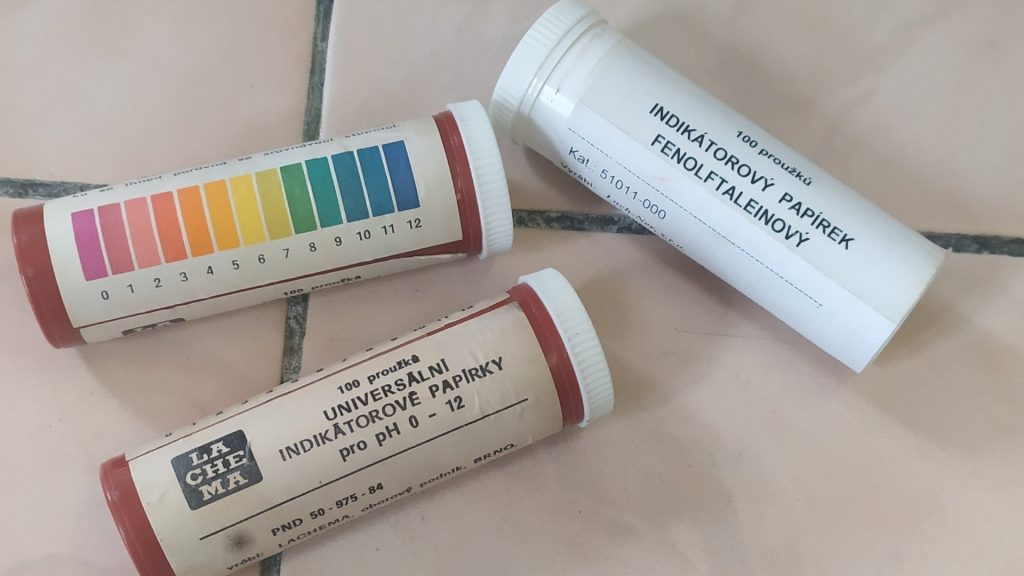 0 1 2 3 4 5 6 7 8 9 10 11 12
100 proužků
100 proužků
INDIKÁTOROVÝ PAPÍREK
FENOLFTALEINOVÝ
Kat.: 51011-000
100 proužků
UNIVERSÁLNÍ
INDIKÁTOROVÉ PAPÍRKY
pro pH 0 - 12
LA
CHE
MA
PND 50-975-84
vyrábí: LACHEMA, oborový podnik, BRNO.